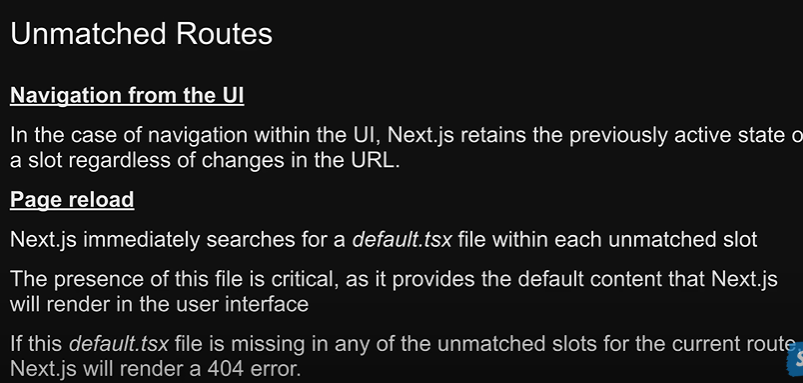 Unmatched Routes
Navigation from the UI
In the case of navigation within the UI, Next.js retains the previously active state o
a slot regardless of changes in the URL.
Page reload
Next.js immediately searches for a default.tsx file within each unmatched slot
The presence of this file is critical, as it provides the default content that Next.js
will render in the user interface
If this default.tsx file is missing in any of the unmatched slots for the current route,
Next.js will render a 404 error.